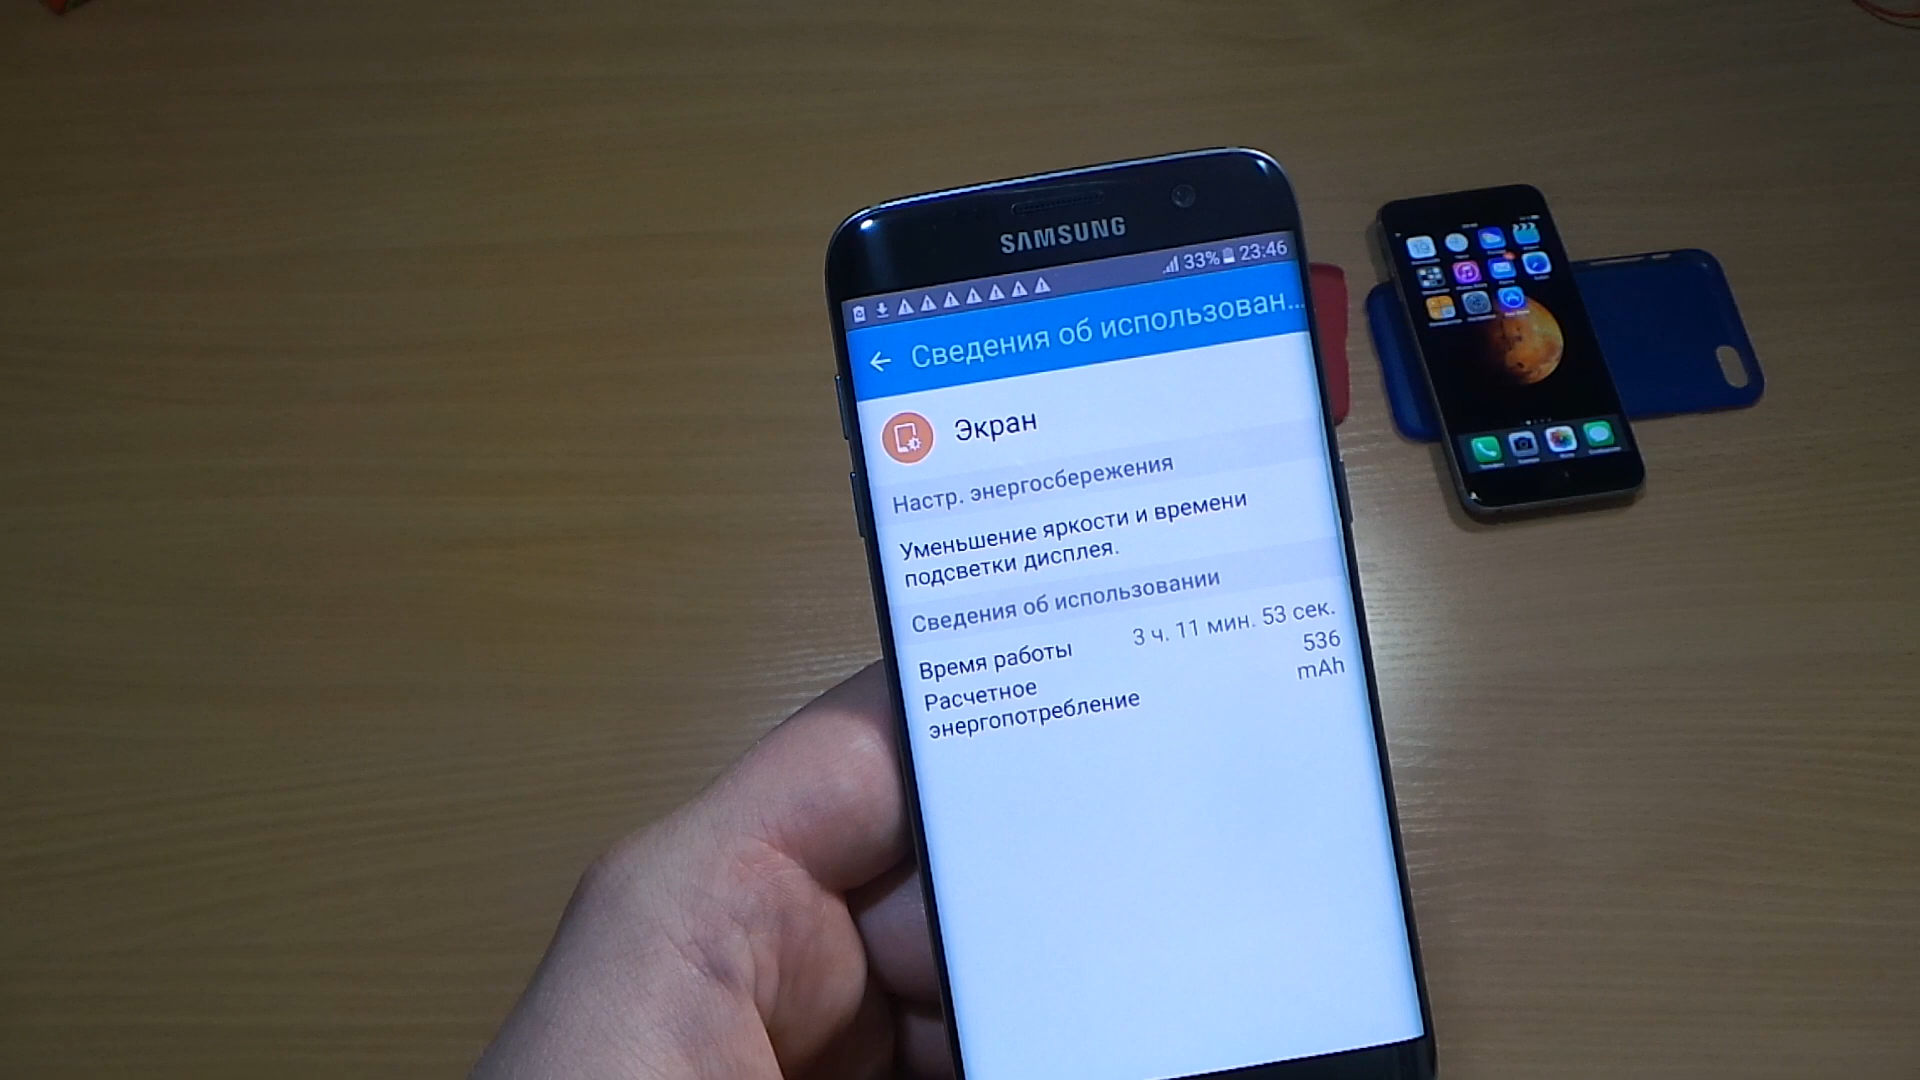 SAMSUNG
33% 23:46
Сведения об использован...
Экран
Настр. энергосбережения
Уменьшение яркости и времени
подсветки дисплея.
Сведения об использовании
Время работы 3 ч. 11 мин. 53 сек.
Расчетное
энергопотребление
536
mAh
19